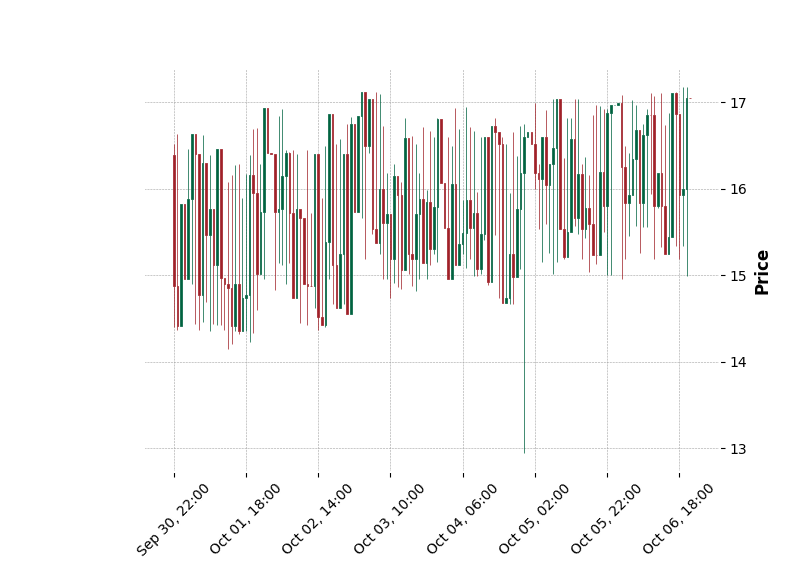 17
16
15
14
13
Price
Sep 30, 22:00
Oct 01, 18:00
Oct 02, 14:00
Oct 03, 10:00
Oct 04, 06:00
Oct 05, 02:00
Oct 05, 22:00
Oct 06, 18:00